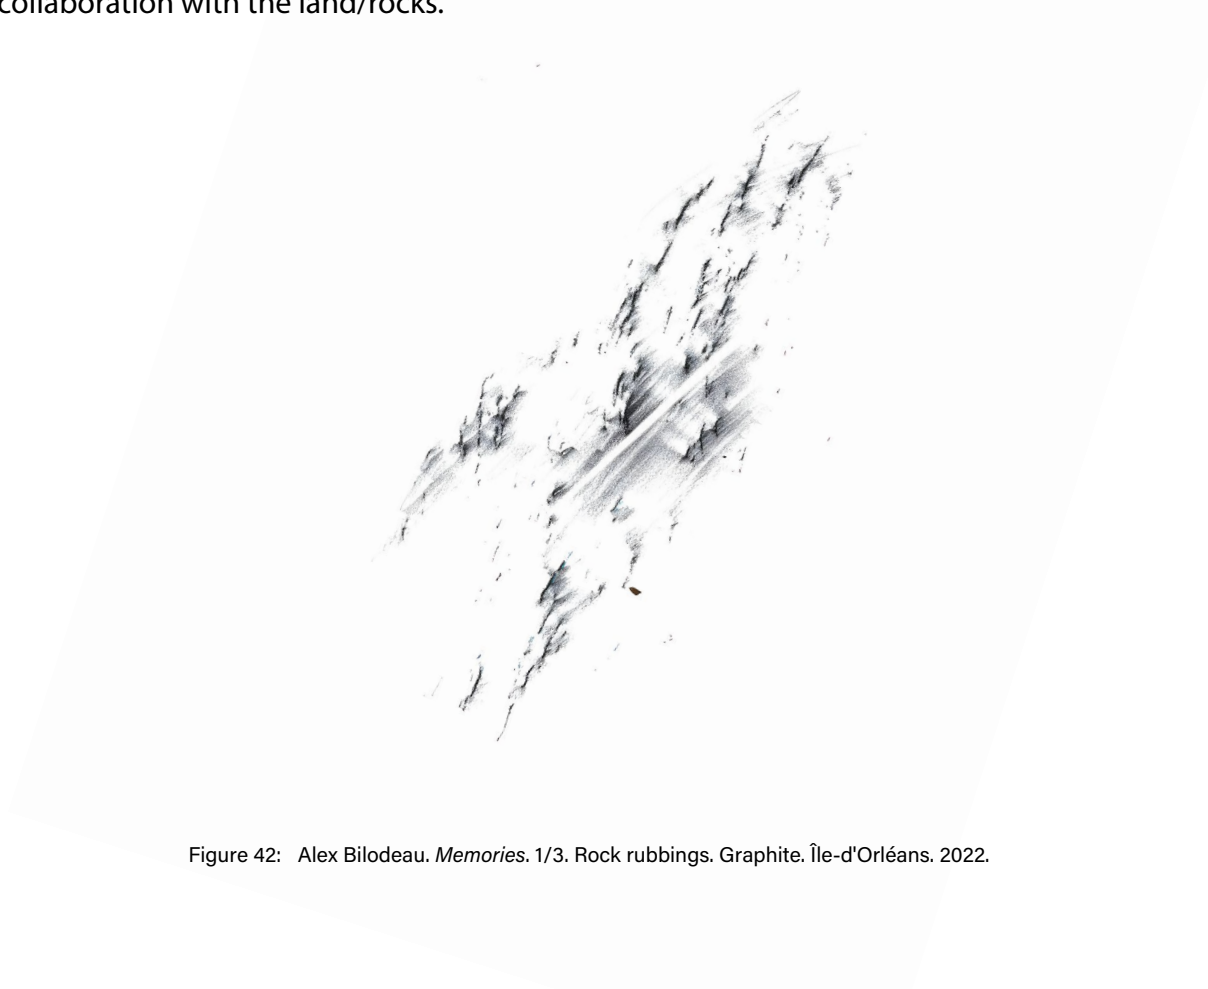 collaboration with the land/rocks.
Figure 42: Alex Bilodeau. Memories. 1/3. Rock rubbings. Graphite. Île-d'Orléans. 2022.